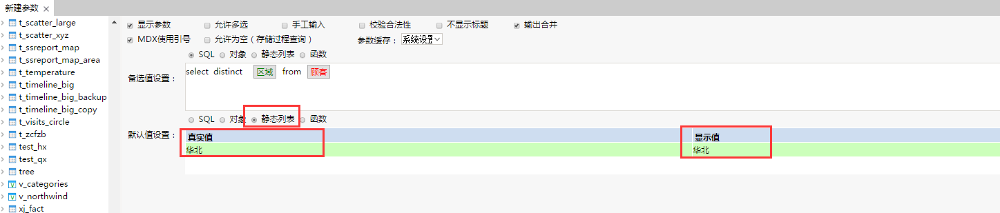 新建参数
t_scatter_large
t_scatter_xyz
t_ssreport_map
t_ssreport_map_area
t_temperature
t_timeline_big
t_timeline_big_backup
t_timeline_big_copy
t_visits_circle
t_zcfzb
test_hx
test_qx
tree
v_categories
v_northwind
xj_fact
显示参数 允许多选 手工输入 校验合法性 不显示标题 输出合并
MDX使用引号 允许为空（存储过程查询） 参数缓存： 系统设置
SQL 对象 静态列表 函数
备选值设置： select distinct 区域 from 顾客
SQL 对象 静态列表 函数
默认值设置： 真实值 显示值
华北 华北